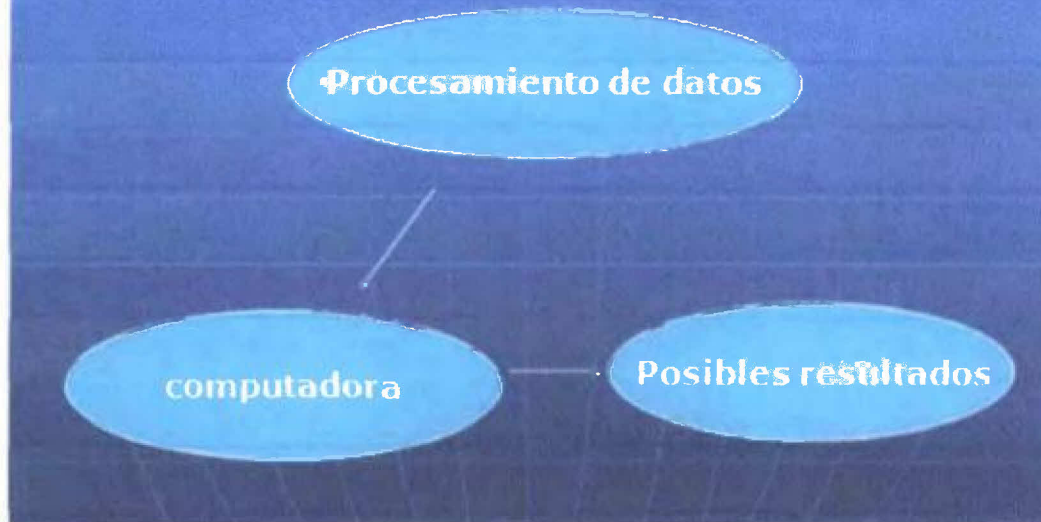 Procesamiento de datos
computadora
Posibles resultados